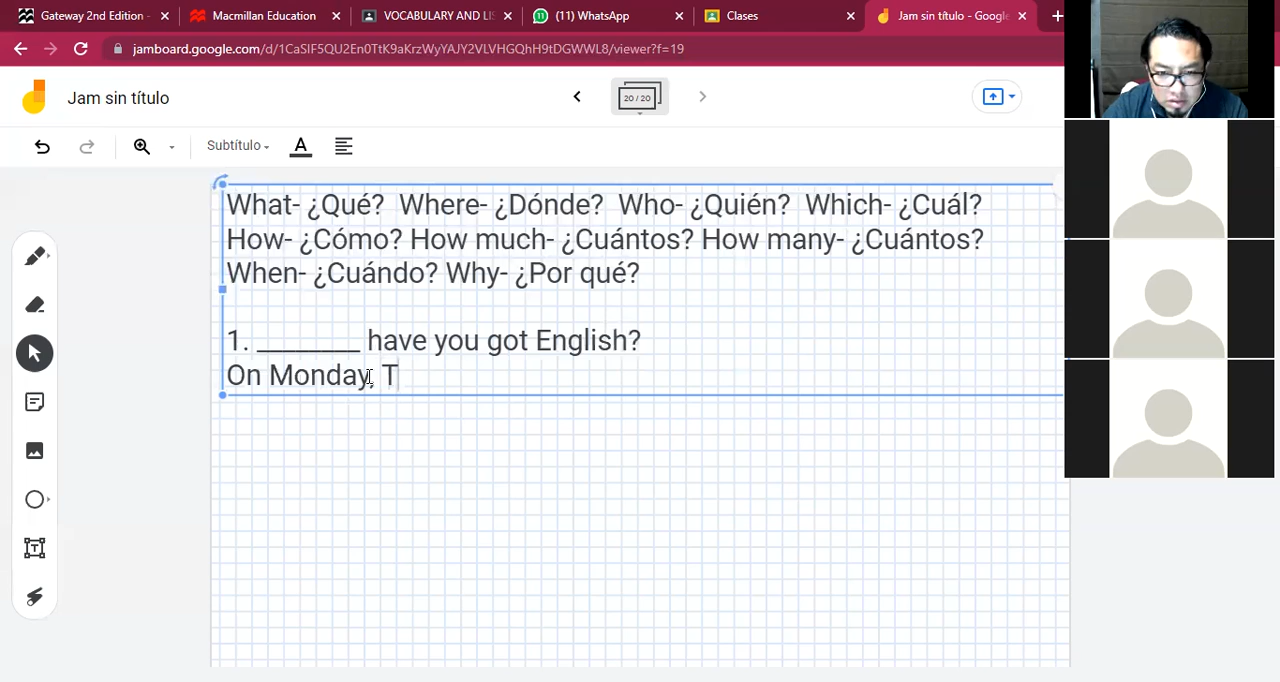 Gateway 2nd Edition -
Macmillan Education
VOCABULARY AND LIS
(11) WhatsApp
Clases
Jam sin título - Google
jamboard.google.com/d/1CaSIF5QU2En0TtK9aKrzWyYAJY2VLVHGQhH9tDGWWL8/viewer?f=19
Jam sin título
20 / 20
Subtítulo
A
What- ¿Qué? Where- ¿Dónde? Who- ¿Quién? Which- ¿Cuál?
How- ¿Cómo? How much- ¿Cuántos? How many- ¿Cuántos?
When- ¿Cuándo? Why- ¿Por qué?
1. ________ have you got English?
On Monday, T